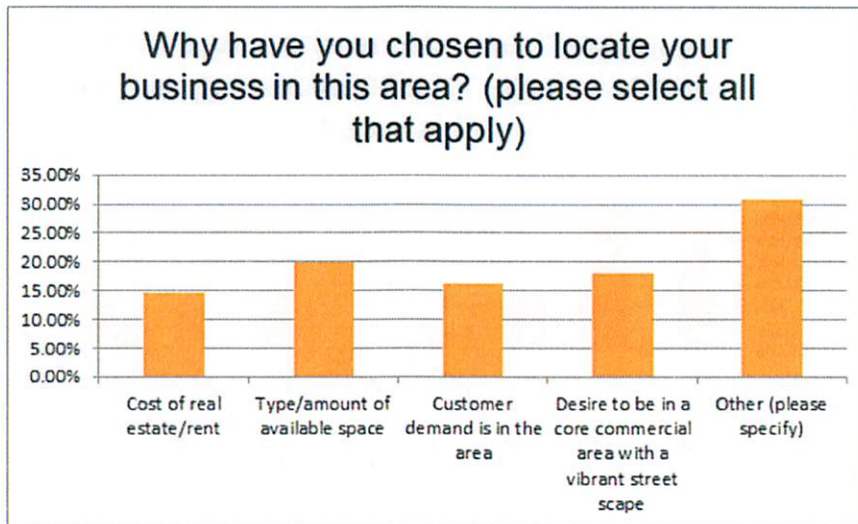 Why have you chosen to locate your
business in this area? (please select all
that apply)
35.00%
30.00%
25.00%
20.00%
15.00%
10.00%
5.00%
0.00%
Cost of real
estate/rent
Type/amount of
available space
Customer
demand is in the
area
Desire to be in a
core commercial
area with a
vibrant street
scape
Other (please
specify)